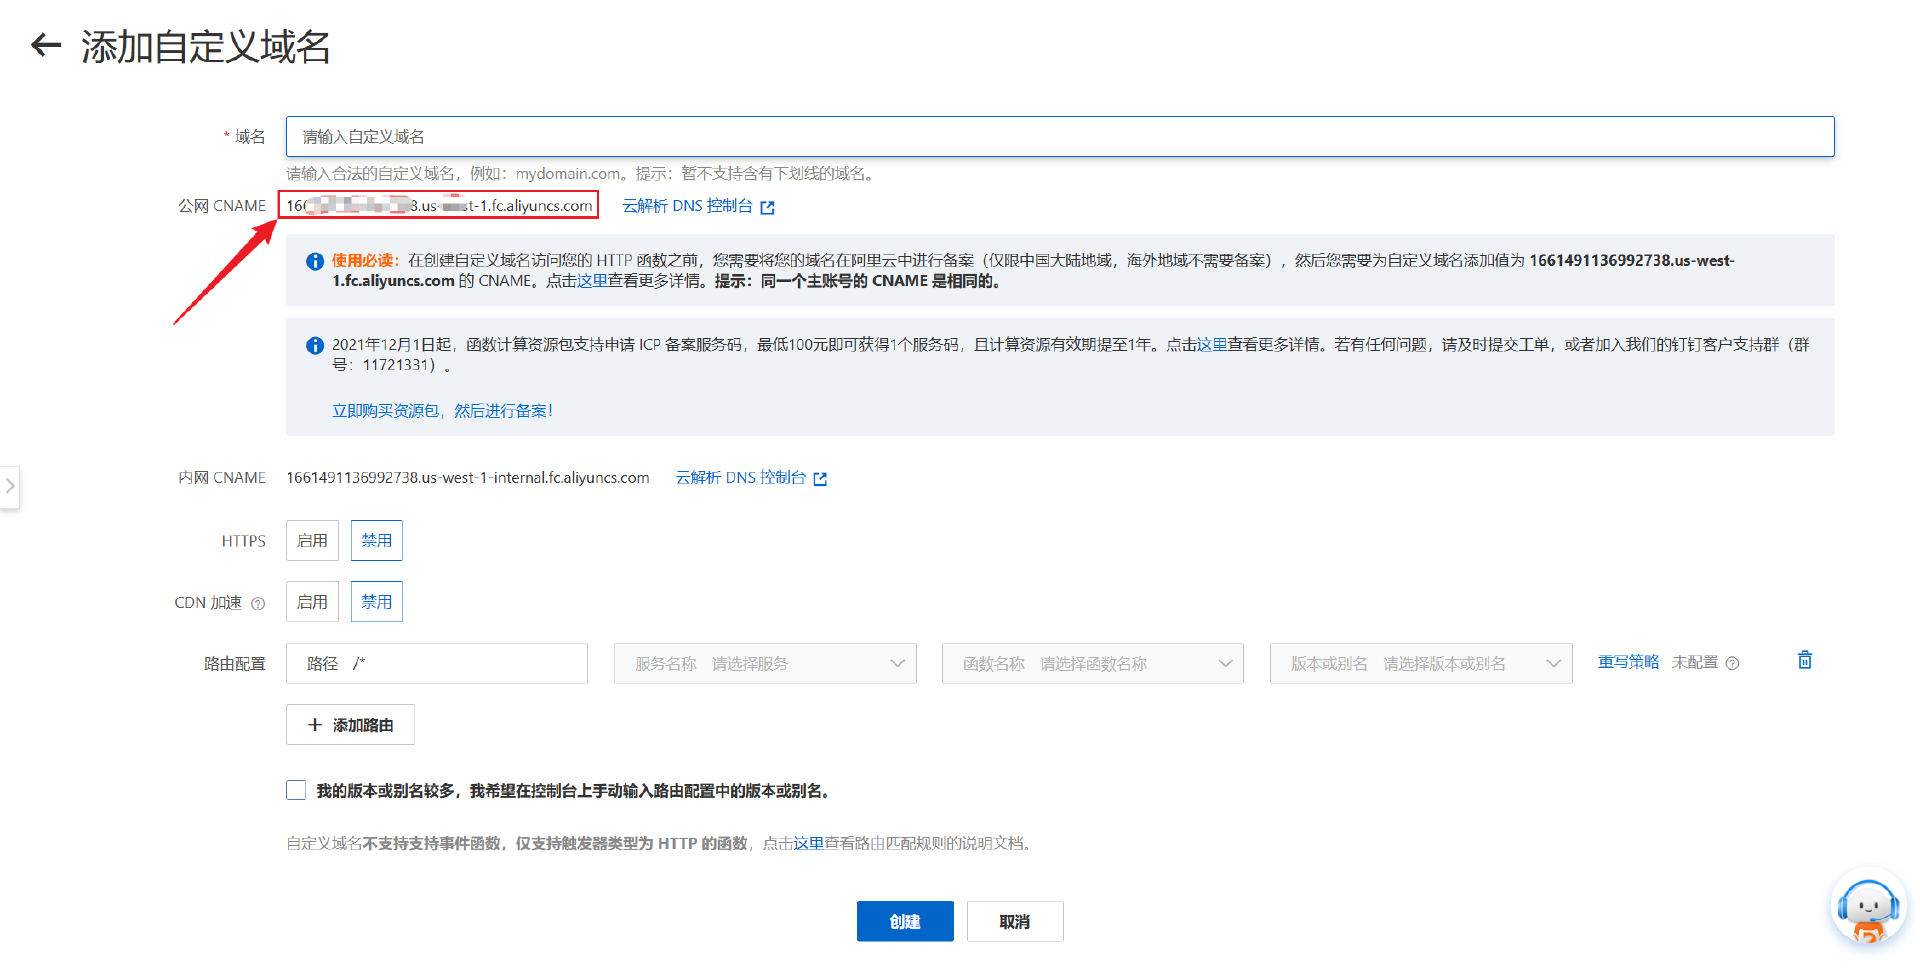 添加自定义域名
* 域名 请输入自定义域名
请输入合法的自定义域名，例如：mydomain.com。提示：暂不支持含有下划线的域名。
公网 CNAME 166 8.us- t-1.fc.aliyuncs.com 云解析 DNS 控制台
使用必读：在创建自定义域名访问您的 HTTP 函数之前，您需要将您的域名在阿里云中进行备案（仅限中国大陆地域，海外地域不需要备案），然后您需要为自定义域名添加值为 1661491136992738.us-west-
1.fc.aliyuncs.com 的 CNAME。点击这里查看更多详情。提示：同一个主账号的 CNAME 是相同的。
2021年12月1日起，函数计算资源包支持申请 ICP 备案服务码，最低100元即可获得1个服务码，且计算资源有效期提至1年。点击这里查看更多详情。若有任何问题，请及时提交工单，或者加入我们的钉钉客户支持群（群
号：11721331）。
立即购买资源包，然后进行备案！
内网 CNAME 1661491136992738.us-west-1-internal.fc.aliyuncs.com 云解析 DNS 控制台
HTTPS 启用 禁用
CDN 加速 启用 禁用
路由配置 路径 /* 服务名称 请选择服务 函数名称 请选择函数名称 版本或别名 请选择版本或别名 重写策略 未配置
+ 添加路由
我的版本或别名较多，我希望在控制台上手动输入路由配置中的版本或别名。
自定义域名不支持支持事件函数，仅支持触发器类型为 HTTP 的函数，点击这里查看路由匹配规则的说明文档。
创建 取消